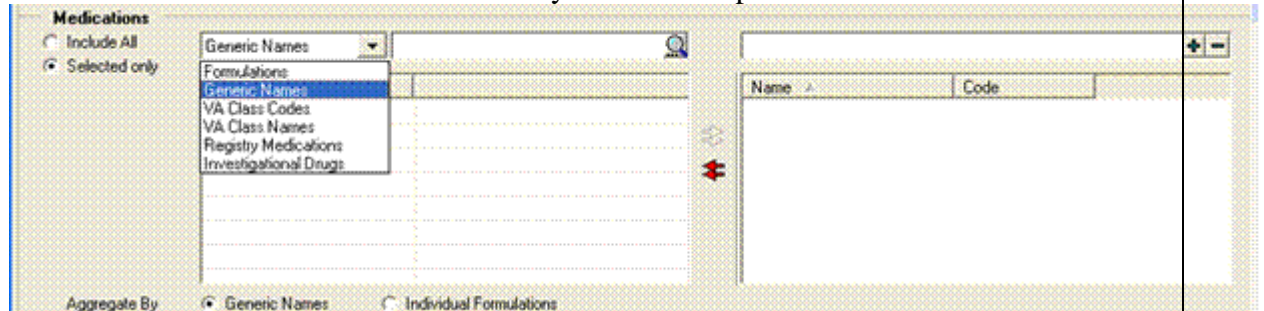 Medications
Include All
Selected only
Generic Names
Formulations
Generic Names
VA Class Codes
VA Class Names
Registry Medications
Investigational Drugs
Name Code
Aggregate By Generic Names Individual Formulations